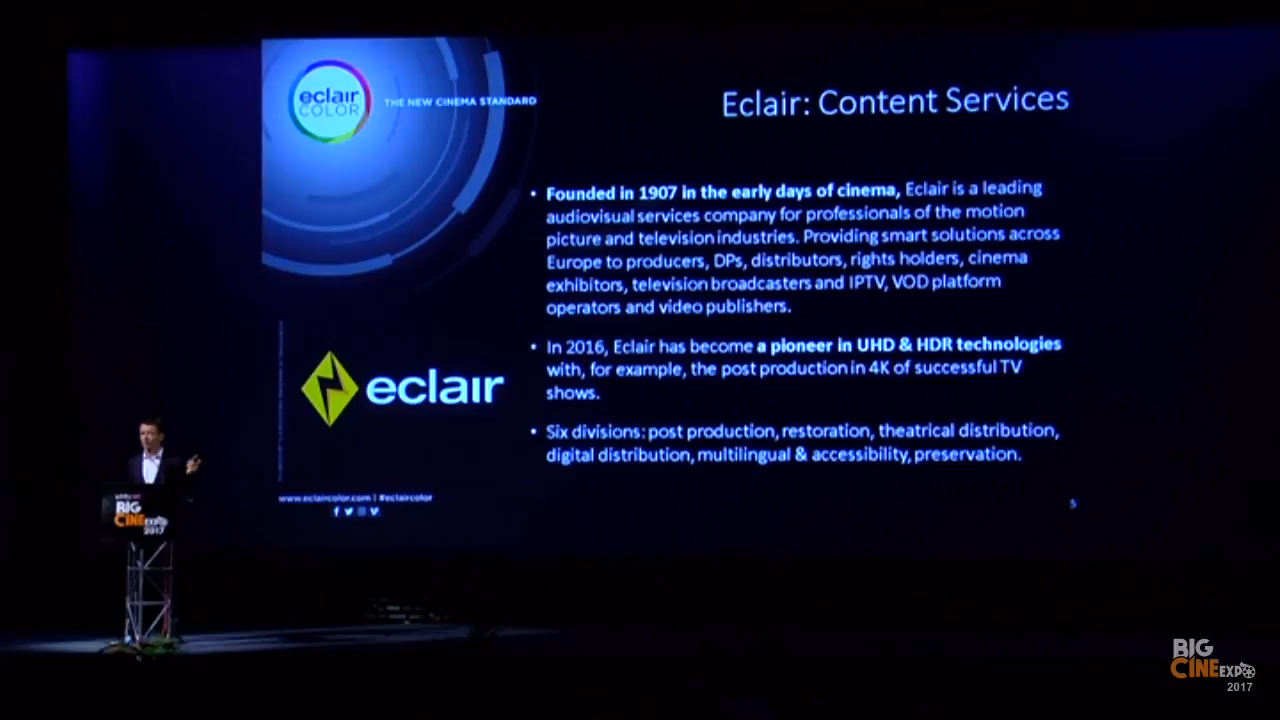 eclair
COLOR
THE NEW CINEMA STANDARD
Eclair: Content Services
• Founded in 1907 in the early days of cinema, Eclair is a leading
audiovisual services company for professionals of the motion
picture and television industries. Providing smart solutions across
Europe to producers, DPs, distributors, rights holders, cinema
exhibitors, television broadcasters and IPTV, VOD platform
operators and video publishers.
• In 2016, Eclair has become a pioneer in UHD & HDR technologies
with, for example, the post production in 4K of successful TV
shows.
• Six divisions: post production, restoration, theatrical distribution,
digital distribution, multilingual & accessibility, preservation.
eclair
www.eclaircolor.com | #eclaircolor
5
BIG
CINE EXPO
2017
BIG
CINE EXPO
2017